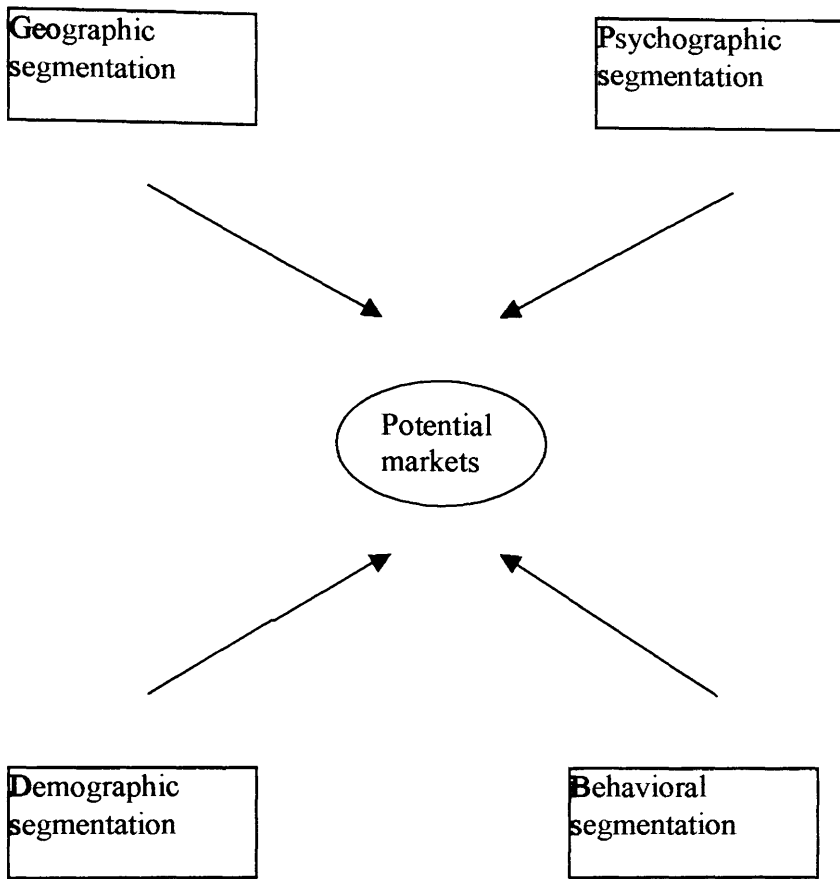 Geographic
segmentation
Psychographic
segmentation
Potential
markets
Demographic
segmentation
Behavioral
segmentation